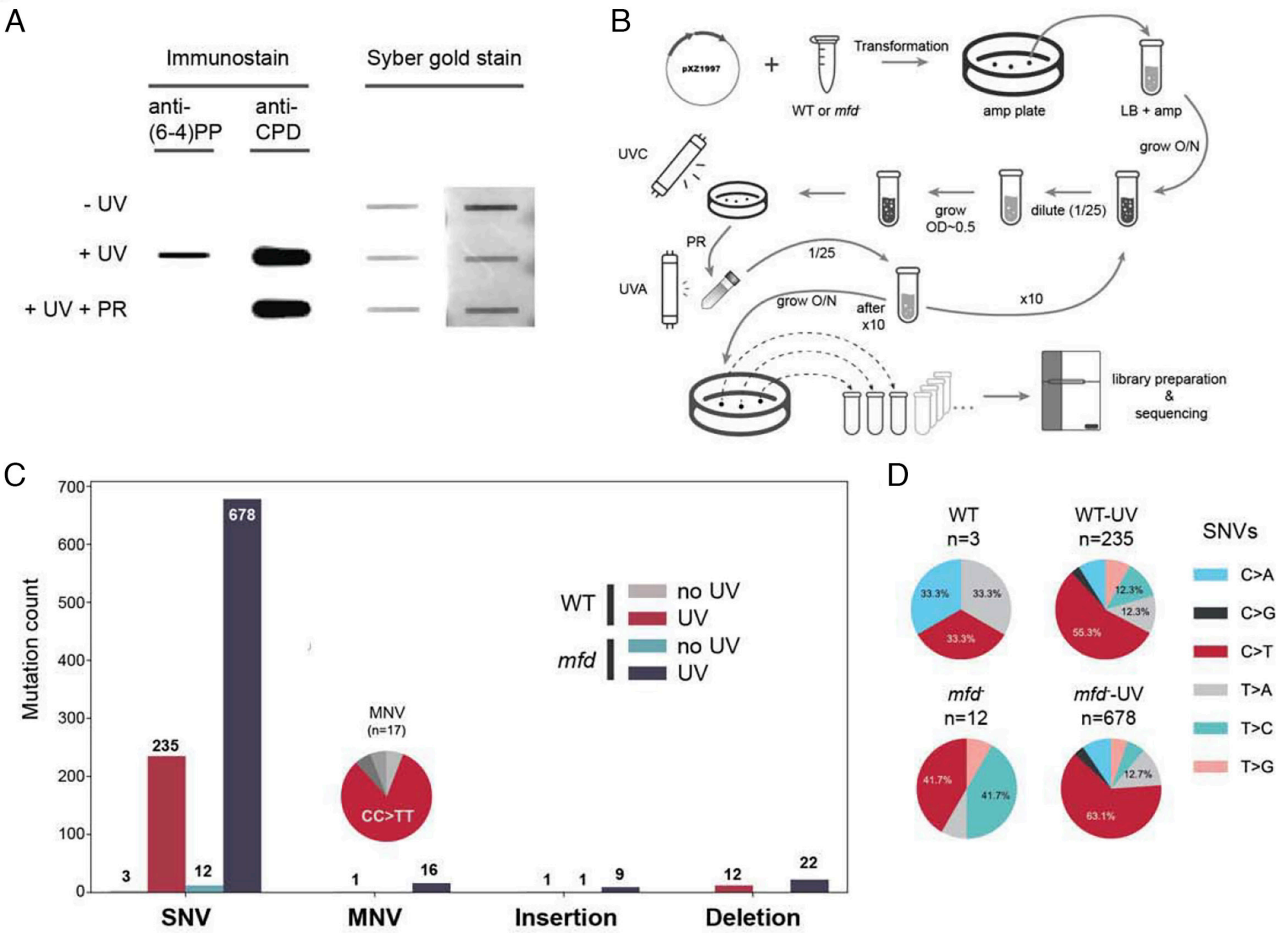 A
Immunostain
Syber gold stain
anti-
(6-4)PP
anti-
CPD
- UV
+ UV
+ UV + PR
B
pXZ1997
+
WT or mfd-
Transformation
amp plate
LB + amp
grow O/N
UVC
grow
OD~0.5
dilute (1/25)
PR
1/25
UVA
grow O/N
after
x10
x10
...
library preparation
&
sequencing
C
Mutation count
700
600
500
400
300
200
100
0
3
235
12
678
1
16
1
1
9
12
22
MNV
(n=17)
CC>TT
WT
no UV
UV
mfd
no UV
UV
SNV
MNV
Insertion
Deletion
D
WT
n=3
33.3%
33.3%
33.3%
WT-UV
n=235
12.3%
12.3%
55.3%
mfd-
n=12
41.7%
41.7%
mfd--UV
n=678
12.7%
63.1%
SNVs
C>A
C>G
C>T
T>A
T>C
T>G